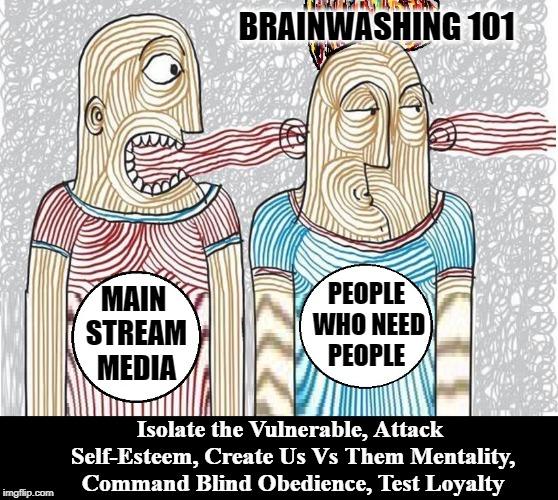 BRAINWASHING 101
MAIN
STREAM
MEDIA
PEOPLE
WHO NEED
PEOPLE
Isolate the Vulnerable, Attack
Self-Esteem, Create Us Vs Them Mentality,
Command Blind Obedience, Test Loyalty
imgflip.com